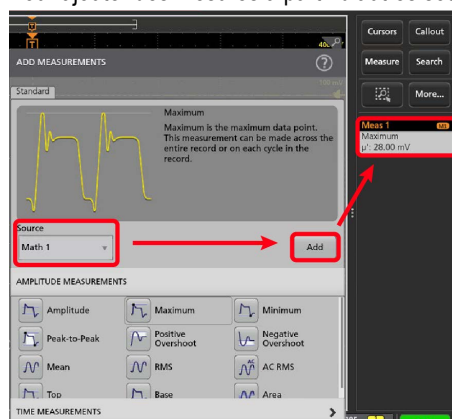 Cursors Callout
ADD MEASUREMENTS
?
Measure Search
Standard
More...
Maximum
Maximum is the maximum data point.
This measurement can be made across the
entire record or on each cycle in the
record.
Meas 1 M1
Maximum
µ': 28.00 mV
Source
Math 1
Add
AMPLITUDE MEASUREMENTS
Amplitude Maximum Minimum
Peak-to-Peak Positive Overshoot Negative Overshoot
Mean RMS AC RMS
Top Base Area
TIME MEASUREMENTS